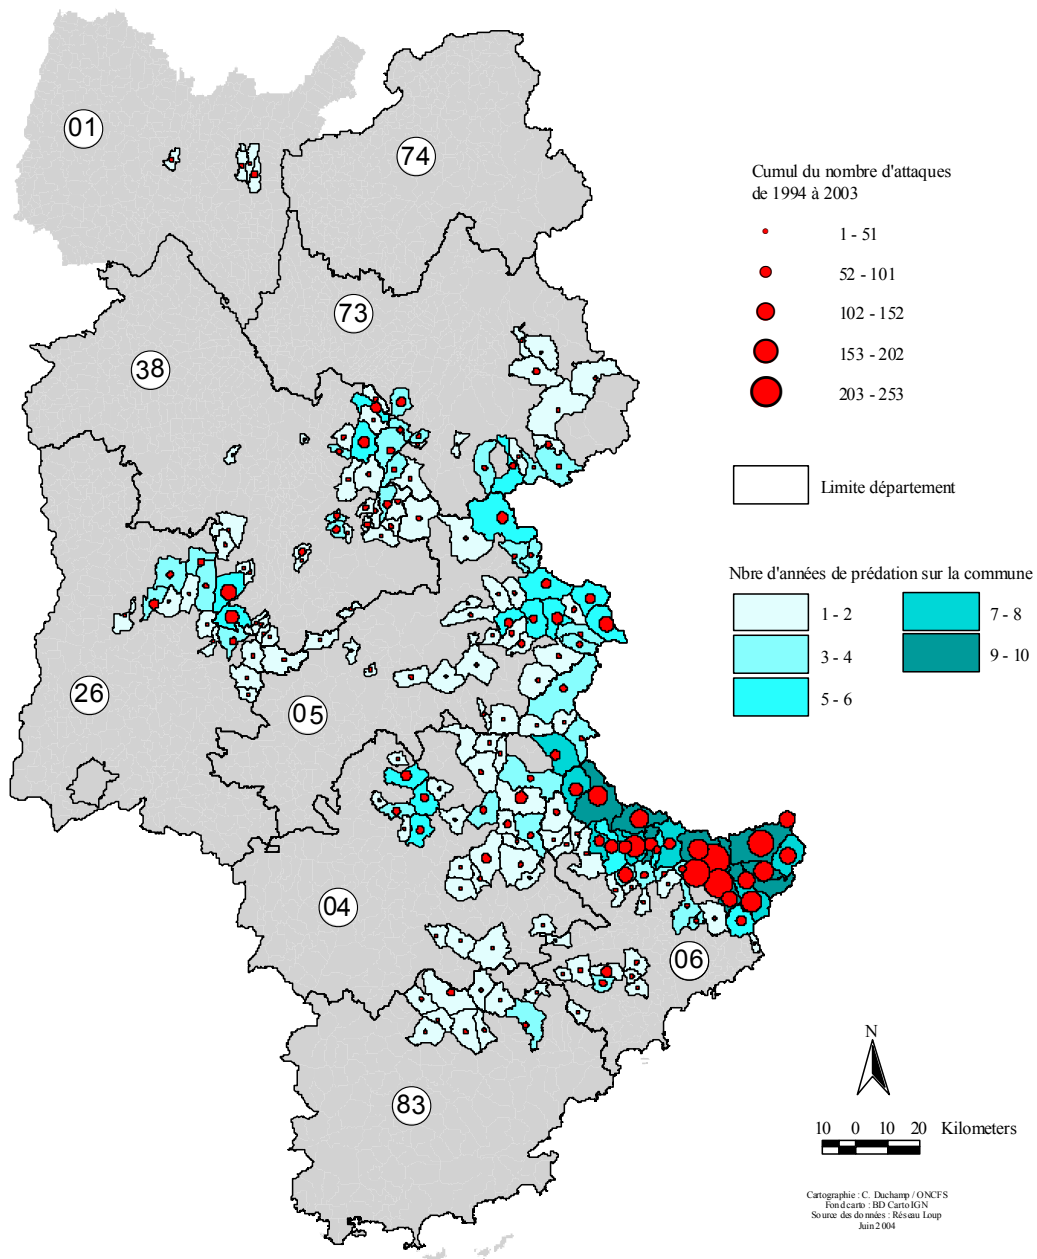 01
74
Cumul du nombre d'attaques
de 1994 à 2003
1 - 51
52 - 101
102 - 152
153 - 202
203 - 253
73
38
Limite département
Nbre d'années de prédation sur la commune
1 - 2
7 - 8
3 - 4
9 - 10
5 - 6
26
05
04
06
83
N
10 0 10 20 Kilometers
Cartographie : C. Duchamp / ONCFS
Fond carto : BD Carto IGN
Source des données : Réseau Loup
Juin 2004